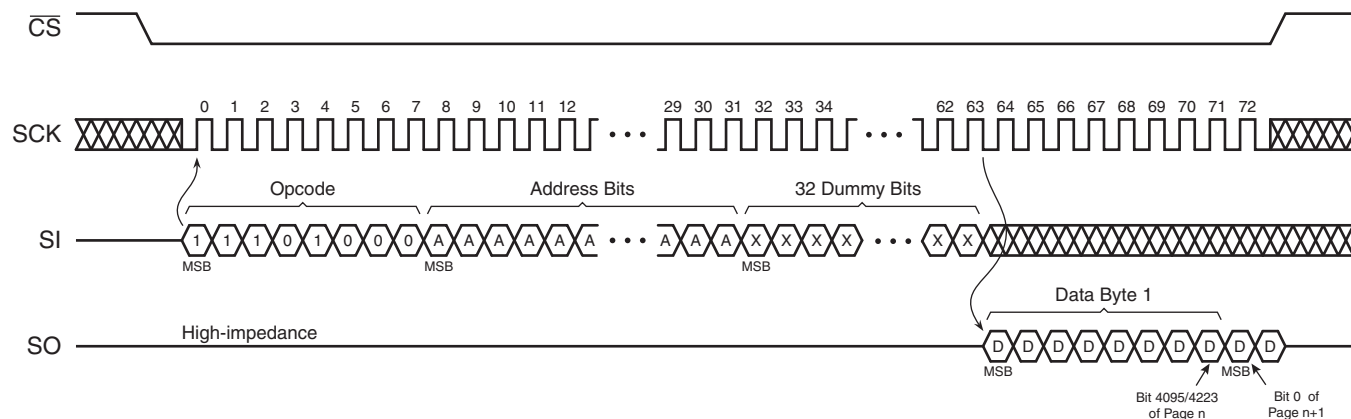 CS
SCK
0 1 2 3 4 5 6 7 8 9 10 11 12 29 30 31 32 33 34 62 63 64 65 66 67 68 69 70 71 72
Opcode Address Bits 32 Dummy Bits
SI
1 1 1 0 1 0 0 0 A A A A A A A A A X X X X X X
MSB MSB MSB
Data Byte 1
SO
High-impedance
D D D D D D D D D D
MSB MSB
Bit 4095/4223
of Page n
Bit 0 of
Page n+1